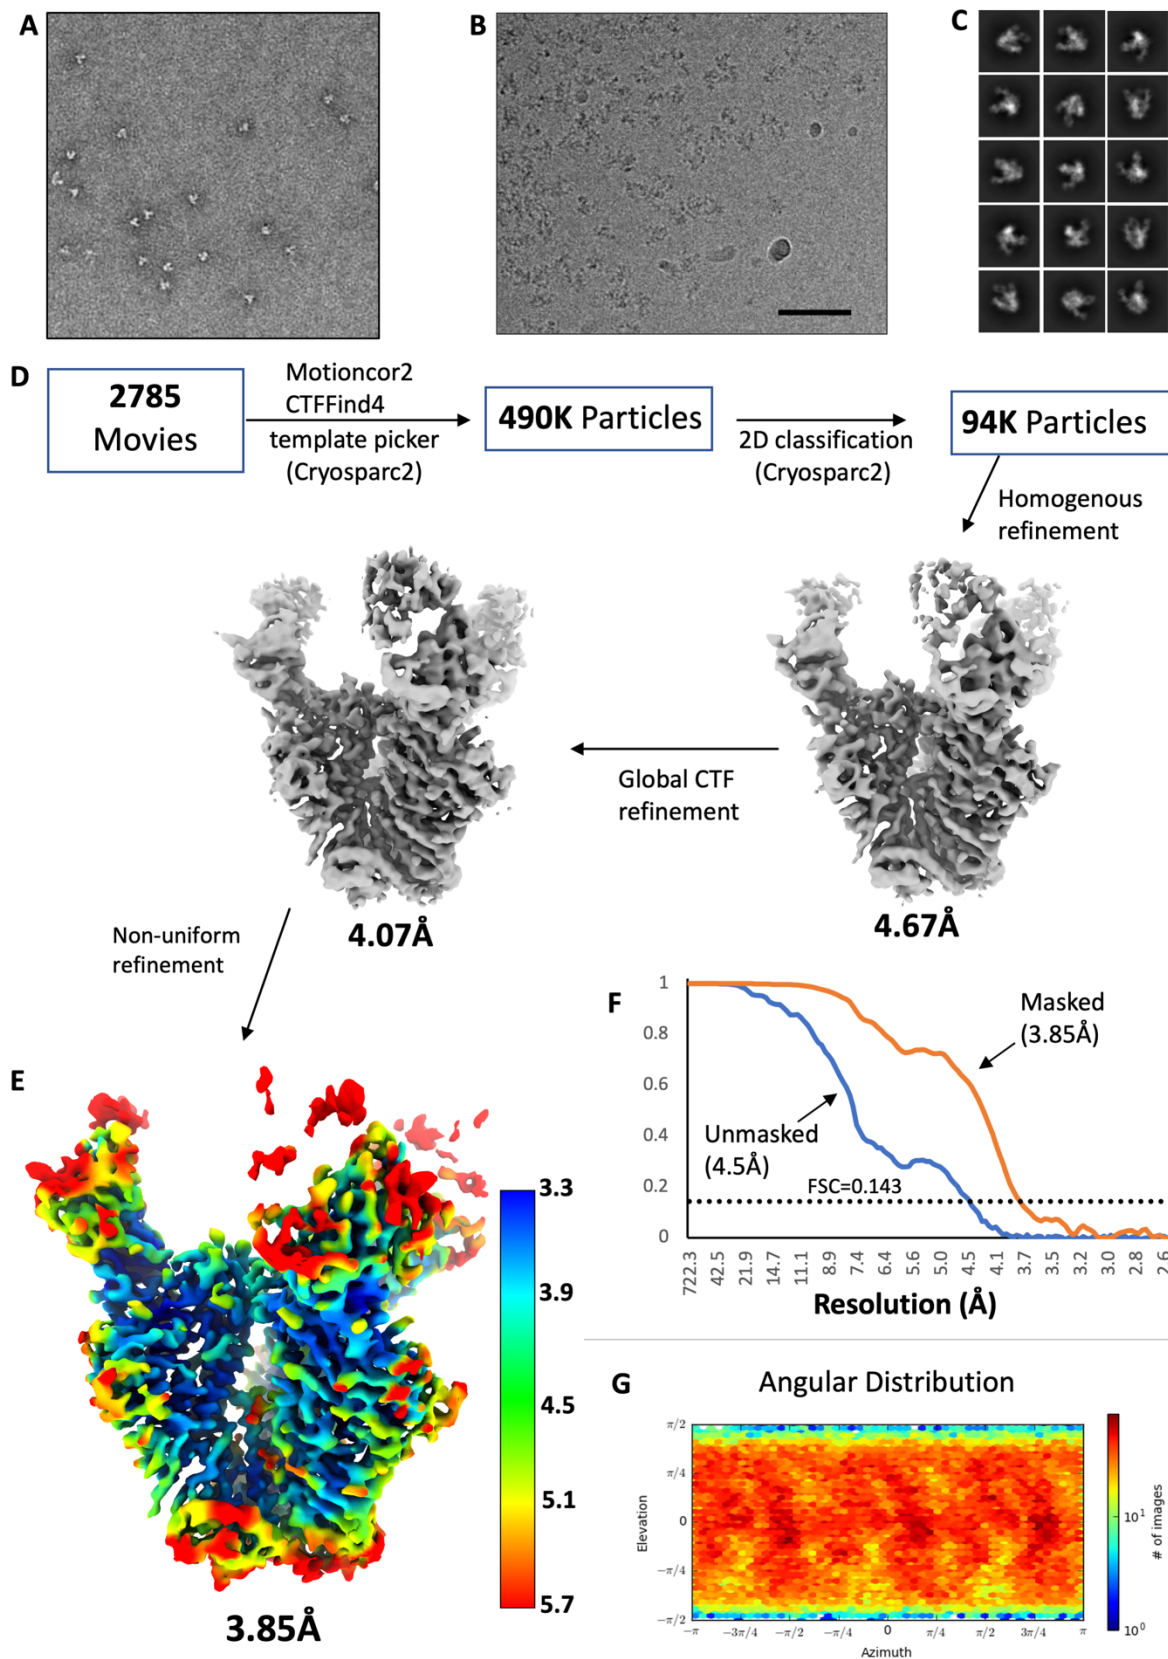 A
B
C
D
2785
Movies
Motioncor2
CTFFind4
template picker
(Cryosparc2)
490K Particles
2D classification
(Cryosparc2)
94K Particles
Homogenous
refinement
Global CTF
refinement
4.07Å
4.67Å
Non-uniform
refinement
E
3.3
3.9
4.5
5.1
5.7
3.85Å
F
1
0.8
0.6
0.4
0.2
0
Masked
(3.85Å)
Unmasked
(4.5Å)
FSC=0.143
722.3 42.5 21.9 14.7 11.1 8.9 7.4 6.4 5.6 5.0 4.5 4.1 3.7 3.5 3.2 3.0 2.8 2.6
Resolution (Å)
G
Angular Distribution
π/2
π/4
0
−π/4
−π/2
Elevation
−π −3π/4 −π/2 −π/4 0 π/4 π/2 3π/4 π
Azimuth
10¹
10⁰
# of images